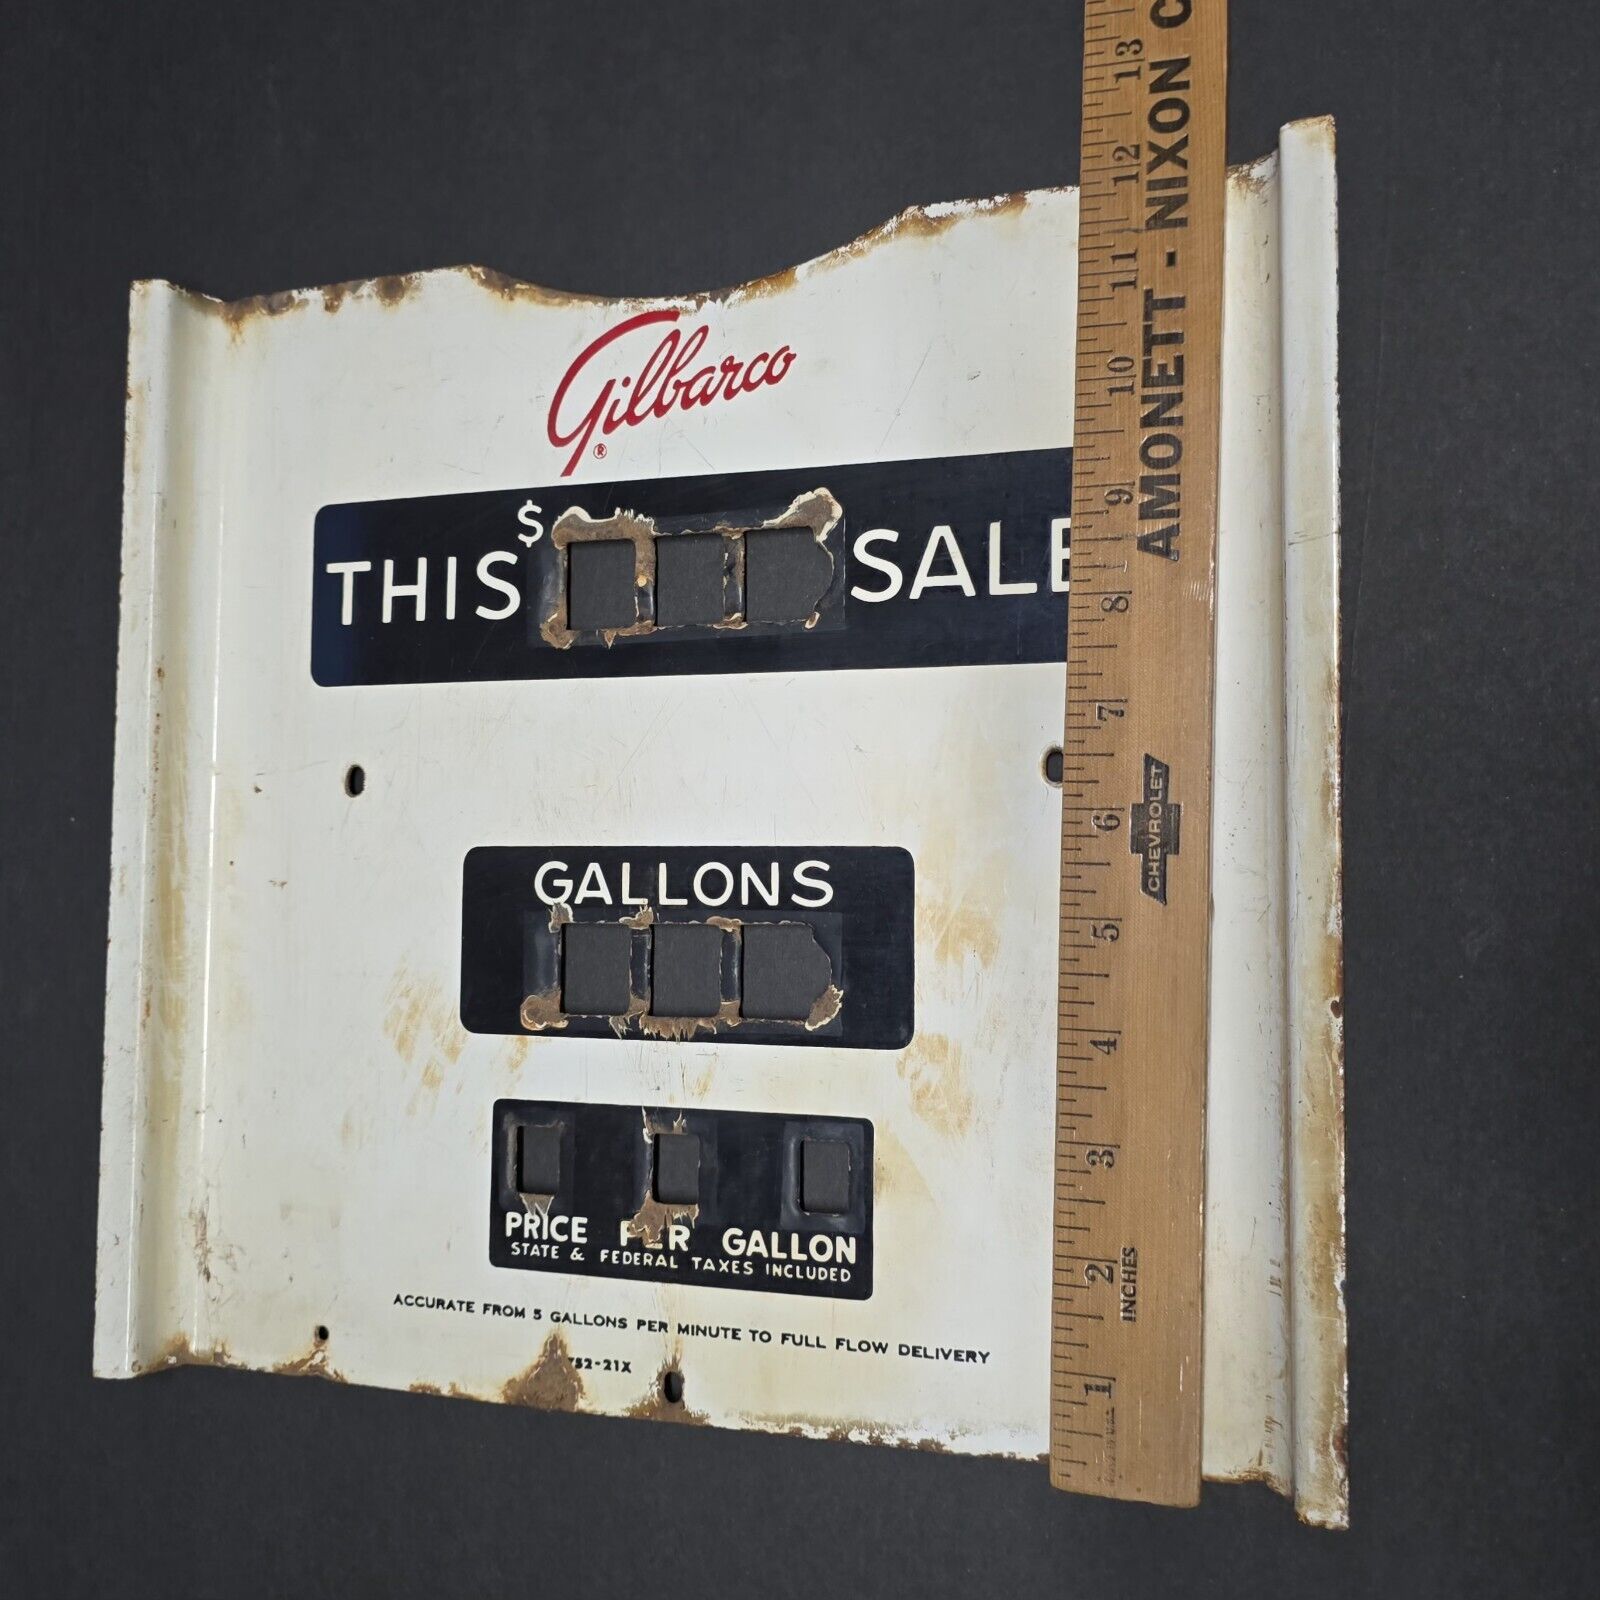 Gilbarco
®
THIS $ SALE
GALLONS
PRICE PER GALLON
STATE & FEDERAL TAXES INCLUDED
ACCURATE FROM 5 GALLONS PER MINUTE TO FULL FLOW DELIVERY
752-21X
AMONETT - NIXON C
CHEVROLET
INCHES
1 2 3 4 5 6 7 8 9 10 11 12 13